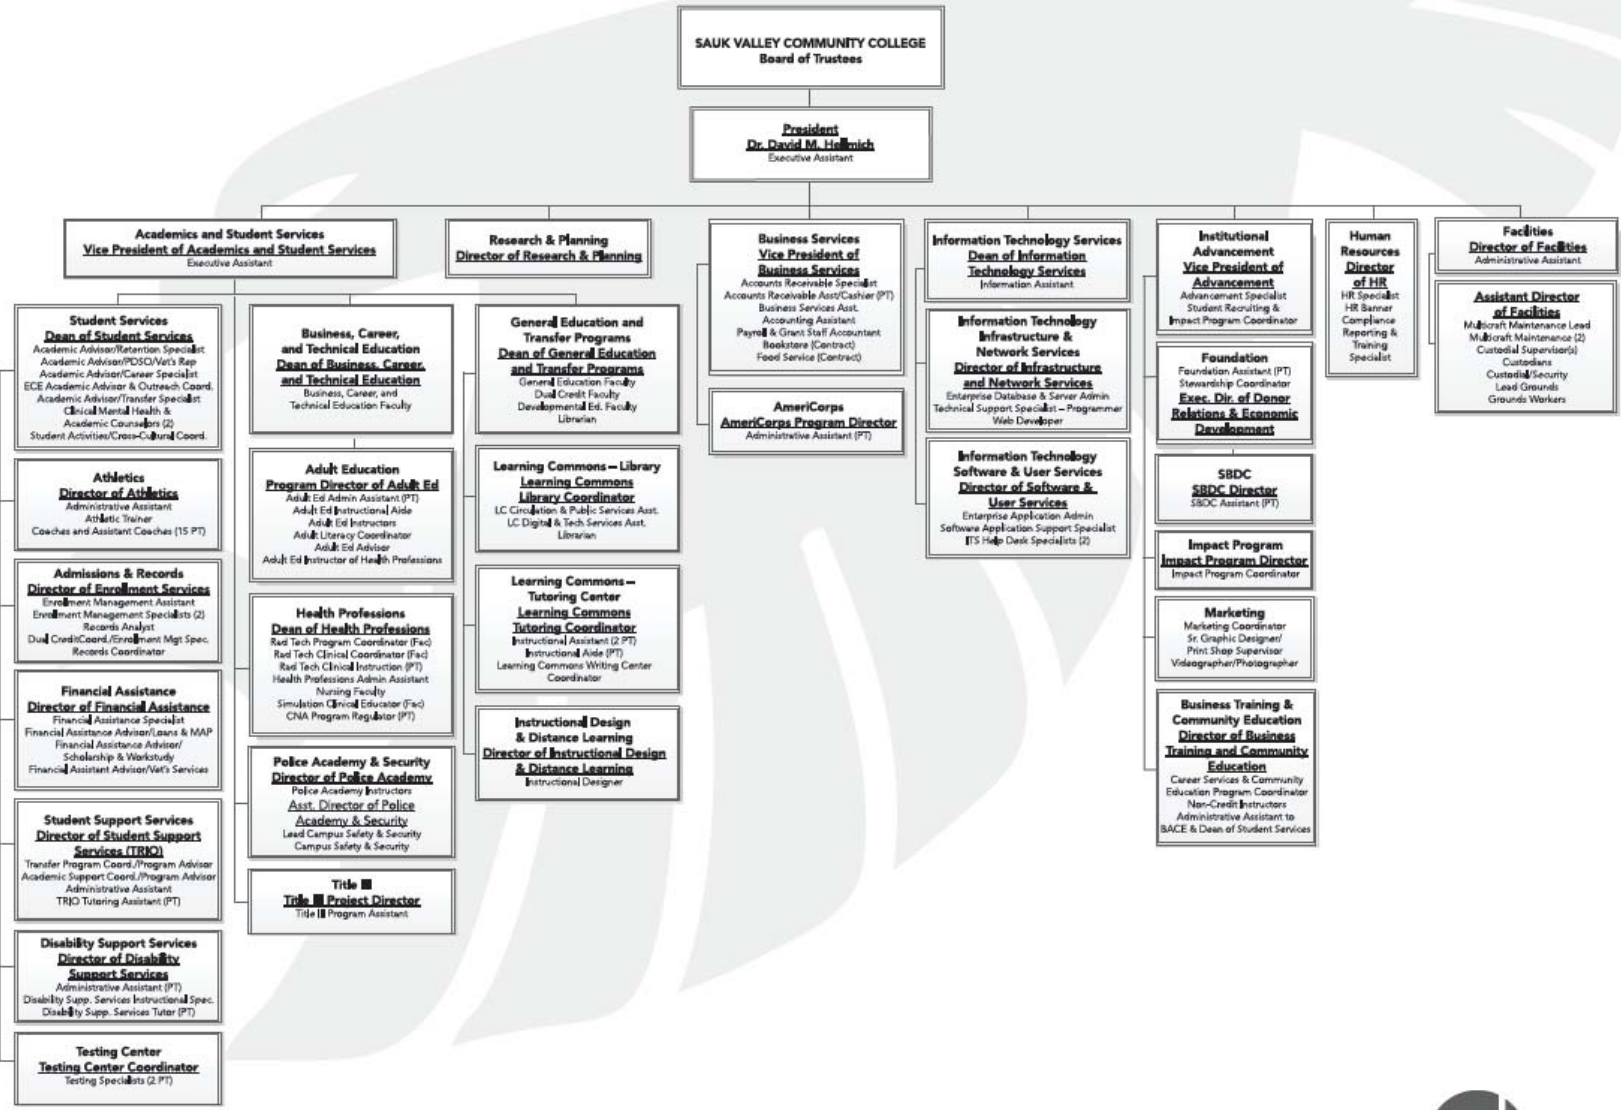 SAUK VALLEY COMMUNITY COLLEGE
Board of Trustees
President
Dr. David M. Hellmich
Executive Assistant
Academics and Student Services
Vice President of Academics and Student Services
Executive Assistant
Research & Planning
Director of Research & Planning
Business Services
Vice President of
Business Services
Accounts Receivable Specialist
Accounts Receivable Asst/Cashier (PT)
Business Services Asst.
Accounting Assistant
Payroll & Grant Staff Accountant
Bookstore (Contract)
Food Service (Contract)
AmeriCorps
AmeriCorps Program Director
Administrative Assistant (PT)
Information Technology Services
Dean of Information
Technology Services
Information Assistant
Information Technology
Infrastructure &
Network Services
Director of Infrastructure
and Network Services
Enterprise Database & Server Admin
Technical Support Specialist – Programmer
Web Developer
Information Technology
Software & User Services
Director of Software &
User Services
Enterprise Application Admin
Software Application Support Specialist
ITS Help Desk Specialists (2)
Institutional
Advancement
Vice President of
Advancement
Advancement Specialist
Student Recruiting &
Impact Program Coordinator
Foundation
Foundation Assistant (PT)
Stewardship Coordinator
Exec. Dir. of Donor
Relations & Economic
Development
SBDC
SBDC Director
SBDC Assistant (PT)
Impact Program
Impact Program Director
Impact Program Coordinator
Marketing
Marketing Coordinator
Sr. Graphic Designer/
Print Shop Supervisor
Videographer/Photographer
Business Training &
Community Education
Director of Business
Training and Community
Education
Career Services & Community
Education Program Coordinator
Non-Credit Instructors
Administrative Assistant to
BACE & Dean of Student Services
Human
Resources
Director
of HR
HR Specialist
HR Banner
Compliance
Reporting &
Training
Specialist
Facilities
Director of Facilities
Administrative Assistant
Assistant Director
of Facilities
Multicraft Maintenance Lead
Multicraft Maintenance (2)
Custodial Supervisor(s)
Custodians
Custodial/Security
Lead Grounds
Grounds Workers
Student Services
Dean of Student Services
Academic Advisor/Retention Specialist
Academic Advisor/PDSO/Vet's Rep
Academic Advisor/Career Specialist
ECE Academic Advisor & Outreach Coord.
Academic Advisor/Transfer Specialist
Clinical Mental Health &
Academic Counselors (2)
Student Activities/Cross-Cultural Coord.
Athletics
Director of Athletics
Administrative Assistant
Athletic Trainer
Coaches and Assistant Coaches (15 PT)
Admissions & Records
Director of Enrollment Services
Enrollment Management Assistant
Enrollment Management Specialists (2)
Records Analyst
Dual CreditCoord./Enrollment Mgt Spec.
Records Coordinator
Financial Assistance
Director of Financial Assistance
Financial Assistance Specialist
Financial Assistance Advisor/Loans & MAP
Financial Assistance Advisor/
Scholarship & Workstudy
Financial Assistant Advisor/Vet's Services
Student Support Services
Director of Student Support
Services (TRIO)
Transfer Program Coord./Program Advisor
Academic Support Coord./Program Advisor
Administrative Assistant
TRIO Tutoring Assistant (PT)
Disability Support Services
Director of Disability
Support Services
Administrative Assistant (PT)
Disability Supp. Services Instructional Spec.
Disability Supp. Services Tutor (PT)
Testing Center
Testing Center Coordinator
Testing Specialists (2 PT)
Business, Career,
and Technical Education
Dean of Business, Career,
and Technical Education
Business, Career, and
Technical Education Faculty
Adult Education
Program Director of Adult Ed
Adult Ed Admin Assistant (PT)
Adult Ed Instructional Aide
Adult Ed Instructors
Adult Literacy Coordinator
Adult Ed Advisor
Adult Ed Instructor of Health Professions
Health Professions
Dean of Health Professions
Rad Tech Program Coordinator (Fac)
Rad Tech Clinical Coordinator (Fac)
Rad Tech Clinical Instruction (PT)
Health Professions Admin Assistant
Nursing Faculty
Simulation Clinical Educator (Fac)
CNA Program Regulator (PT)
Police Academy & Security
Director of Police Academy
Police Academy Instructors
Asst. Director of Police
Academy & Security
Lead Campus Safety & Security
Campus Safety & Security
Title III
Title III Project Director
Title III Program Assistant
General Education and
Transfer Programs
Dean of General Education
and Transfer Programs
General Education Faculty
Dual Credit Faculty
Developmental Ed. Faculty
Librarian
Learning Commons – Library
Learning Commons
Library Coordinator
LC Circulation & Public Services Asst.
LC Digital & Tech Services Asst.
Librarian
Learning Commons –
Tutoring Center
Learning Commons
Tutoring Coordinator
Instructional Assistant (2 PT)
Instructional Aide (PT)
Learning Commons Writing Center
Coordinator
Instructional Design
& Distance Learning
Director of Instructional Design
& Distance Learning
Instructional Designer